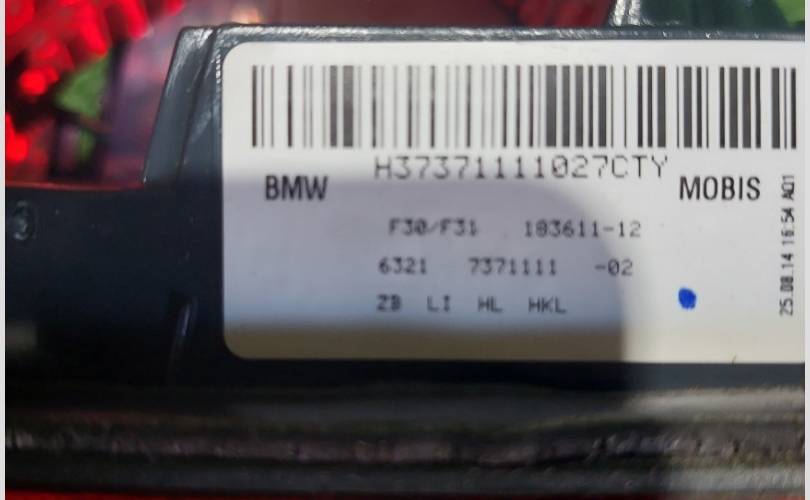 H37371111027CTY
BMW
MOBIS
F30/F31 183611-12
6321 7371111 -02
ZB LI HL HKL
25.08.14 16:54 A01